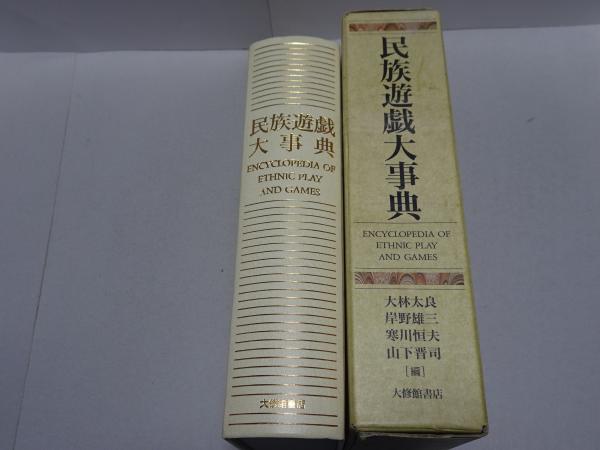 民族遊戯
大事典
ENCYCLOPEDIA OF
ETHNIC PLAY
AND GAMES
大修館書店
民族遊戯大事典
ENCYCLOPEDIA OF
ETHNIC PLAY
AND GAMES
大林太良
岸野雄三
寒川恒夫
山下晋司
[編]
大修館書店